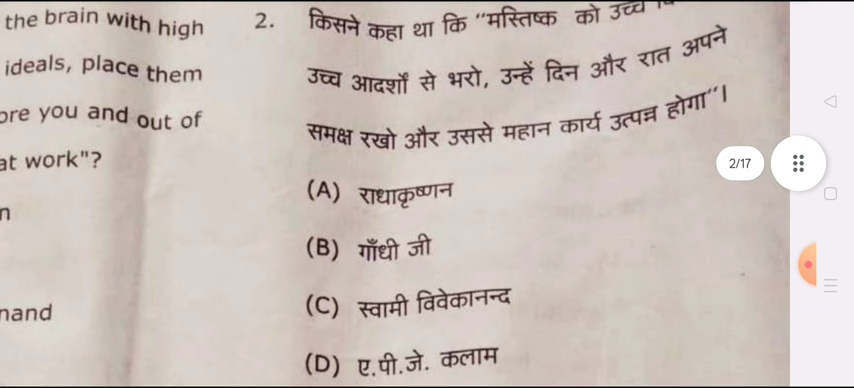 the brain with high
ideals, place them
ore you and out of
at work"?
n
nand
2. किसने कहा था कि "मस्तिष्क को उच्च
उच्च आदर्शों से भरो, उन्हें दिन और रात अपने
समक्ष रखो और उससे महान कार्य उत्पन्न होगा"।
(A) राधाकृष्णन
(B) गाँधी जी
(C) स्वामी विवेकानन्द
(D) ए.पी.जे. कलाम
2/17